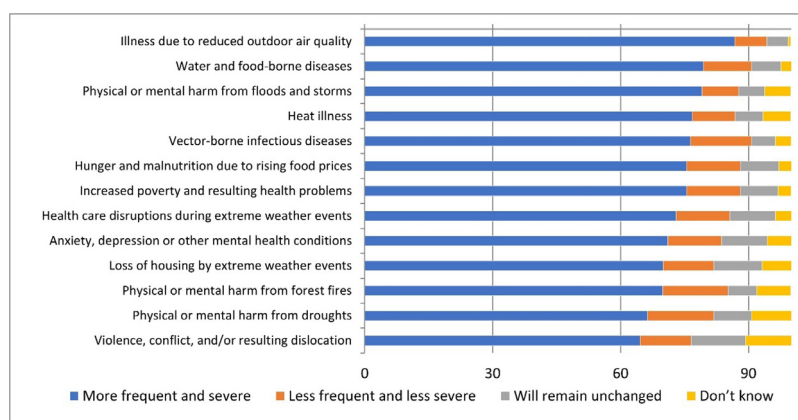 Illness due to reduced outdoor air quality
Water and food-borne diseases
Physical or mental harm from floods and storms
Heat illness
Vector-borne infectious diseases
Hunger and malnutrition due to rising food prices
Increased poverty and resulting health problems
Health care disruptions during extreme weather events
Anxiety, depression or other mental health conditions
Loss of housing by extreme weather events
Physical or mental harm from forest fires
Physical or mental harm from droughts
Violence, conflict, and/or resulting dislocation
0 30 60 90
More frequent and severe Less frequent and less severe Will remain unchanged Don't know